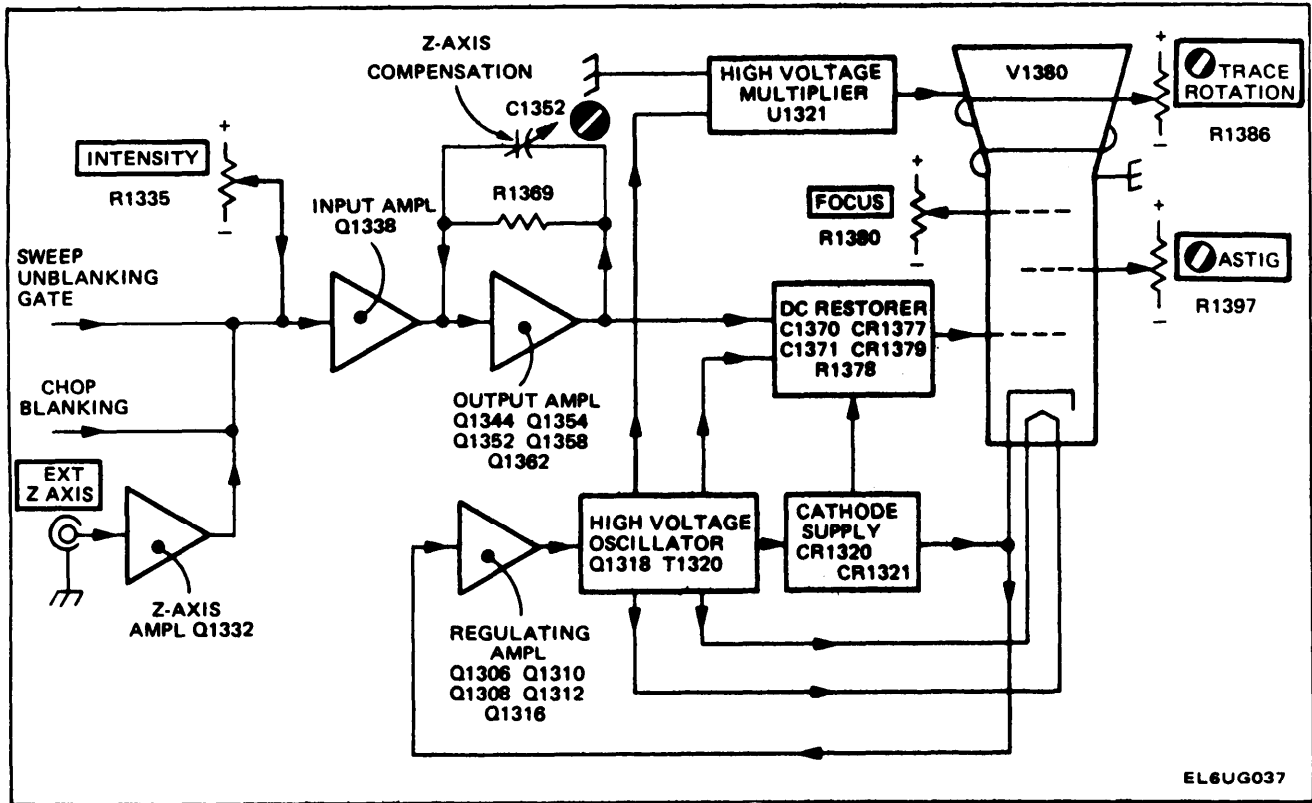 Z-AXIS
COMPENSATION
C1352
HIGH VOLTAGE
MULTIPLIER
U1321
V1380
+
TRACE
ROTATION
−
R1386
INTENSITY
R1335
+
−
R1369
INPUT AMPL
Q1338
FOCUS
R1380
+
−
ASTIG
R1397
+
−
SWEEP
UNBLANKING
GATE
DC RESTORER
C1370 CR1377
C1371 CR1379
R1378
CHOP
BLANKING
OUTPUT AMPL
Q1344 Q1354
Q1352 Q1358
Q1362
EXT
Z AXIS
Z-AXIS
AMPL Q1332
HIGH VOLTAGE
OSCILLATOR
Q1318 T1320
CATHODE
SUPPLY
CR1320
CR1321
REGULATING
AMPL
Q1306 Q1310
Q1308 Q1312
Q1316
EL6UG037